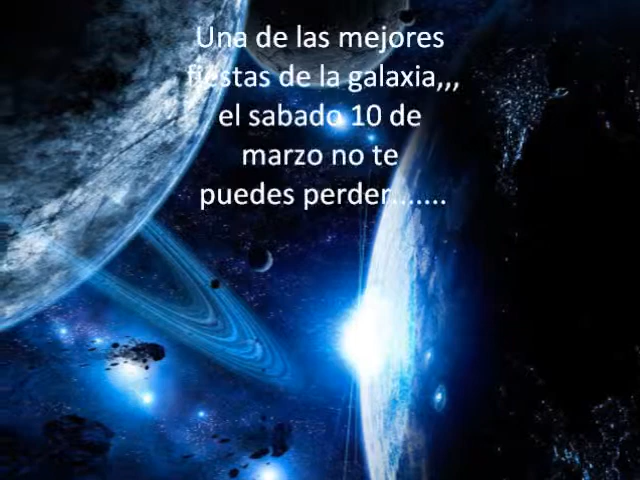 Una de las mejores
fiestas de la galaxia,,,
el sabado 10 de
marzo no te
puedes perder.......